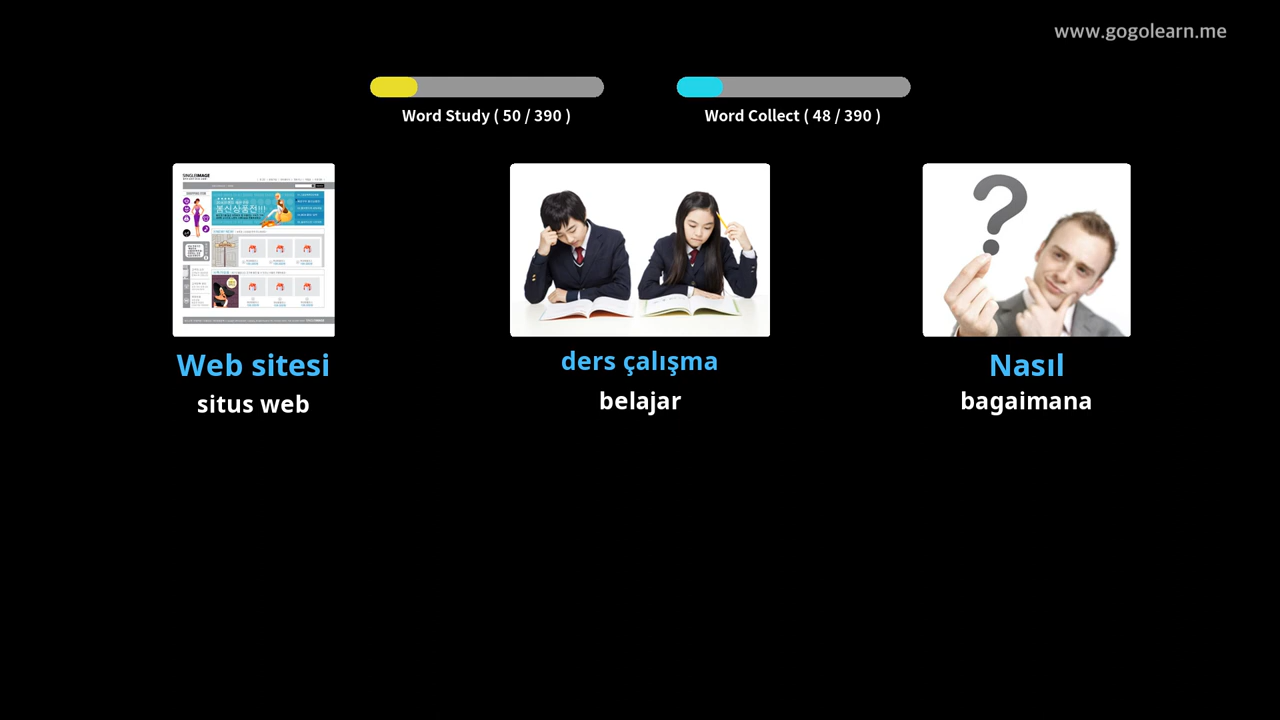 www.gogolearn.me
Word Study ( 50 / 390 )
Word Collect ( 48 / 390 )
Web sitesi
situs web
ders çalışma
belajar
Nasıl
bagaimana